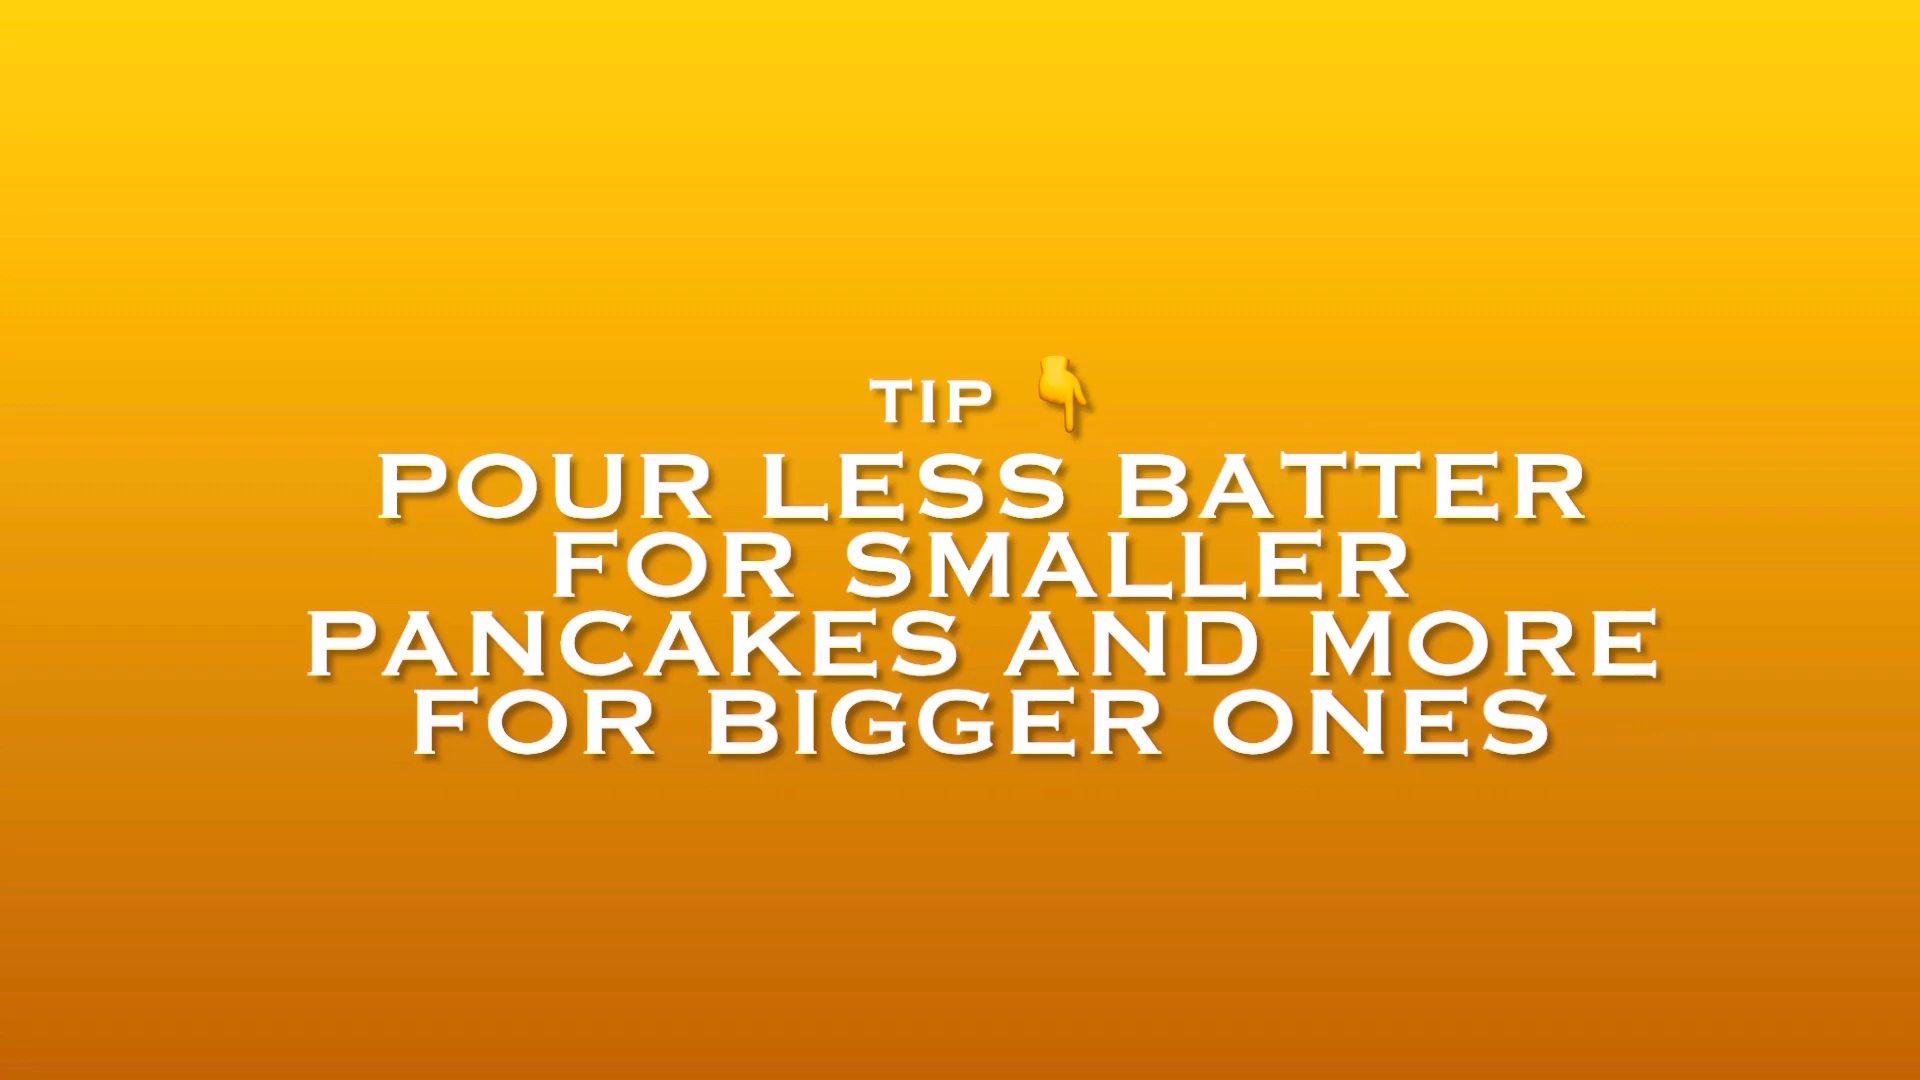 TIP 👇
POUR LESS BATTER
FOR SMALLER
PANCAKES AND MORE
FOR BIGGER ONES